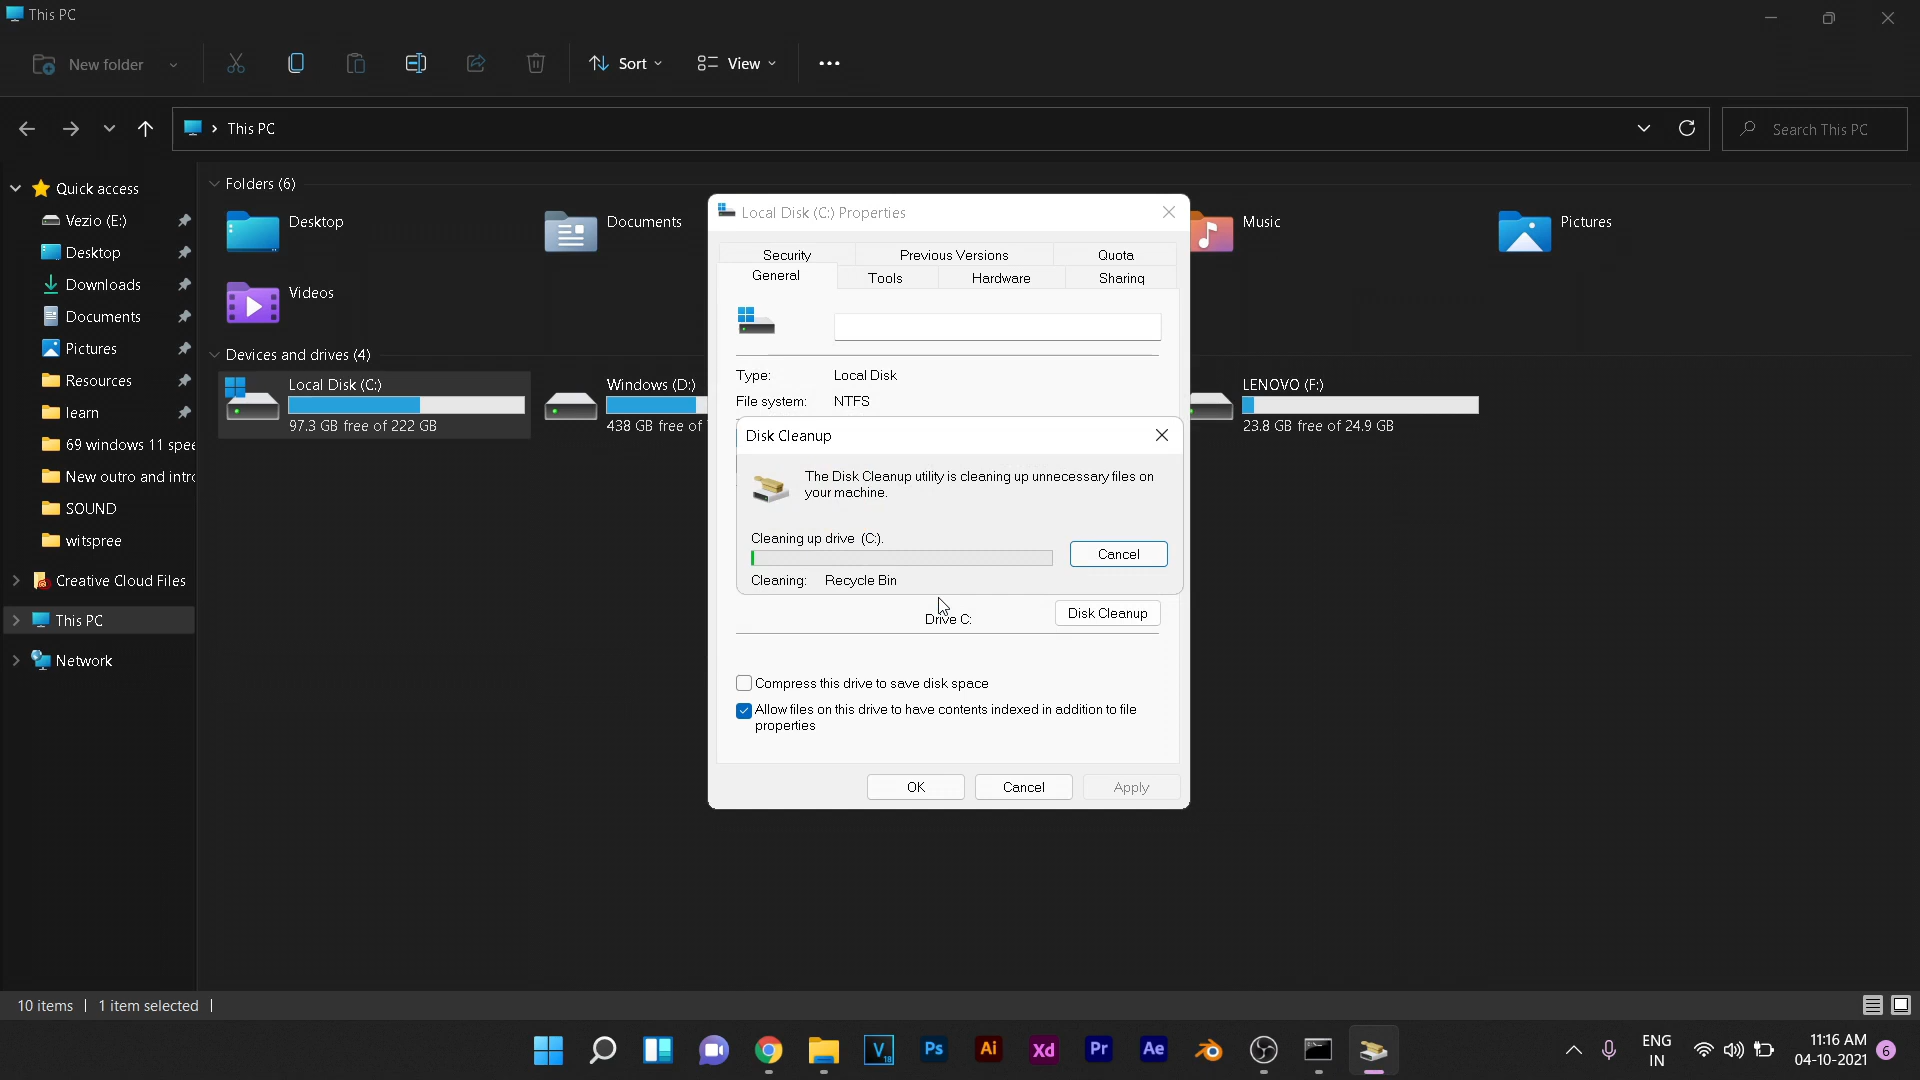 This PC
New folder
Sort
View
This PC
Search This PC
Quick access
Vezio (E:)
Desktop
Downloads
Documents
Pictures
Resources
learn
69 windows 11 spee
New outro and intro
SOUND
witspree
Creative Cloud Files
This PC
Network
Folders (6)
Desktop
Documents
Music
Pictures
Videos
Devices and drives (4)
Local Disk (C:)
97.3 GB free of 222 GB
Windows (D:)
438 GB free of
LENOVO (F:)
23.8 GB free of 24.9 GB
Local Disk (C:) Properties
Security
Previous Versions
Quota
General
Tools
Hardware
Sharing
Type: Local Disk
File system: NTFS
Disk Cleanup
The Disk Cleanup utility is cleaning up unnecessary files on
your machine.
Cleaning up drive (C:).
Cancel
Cleaning: Recycle Bin
Drive C:
Disk Cleanup
Compress this drive to save disk space
Allow files on this drive to have contents indexed in addition to file
properties
OK
Cancel
Apply
10 items
1 item selected
V
18
Ps
Ai
Xd
Pr
Ae
ENG
IN
11:16 AM
04-10-2021
6